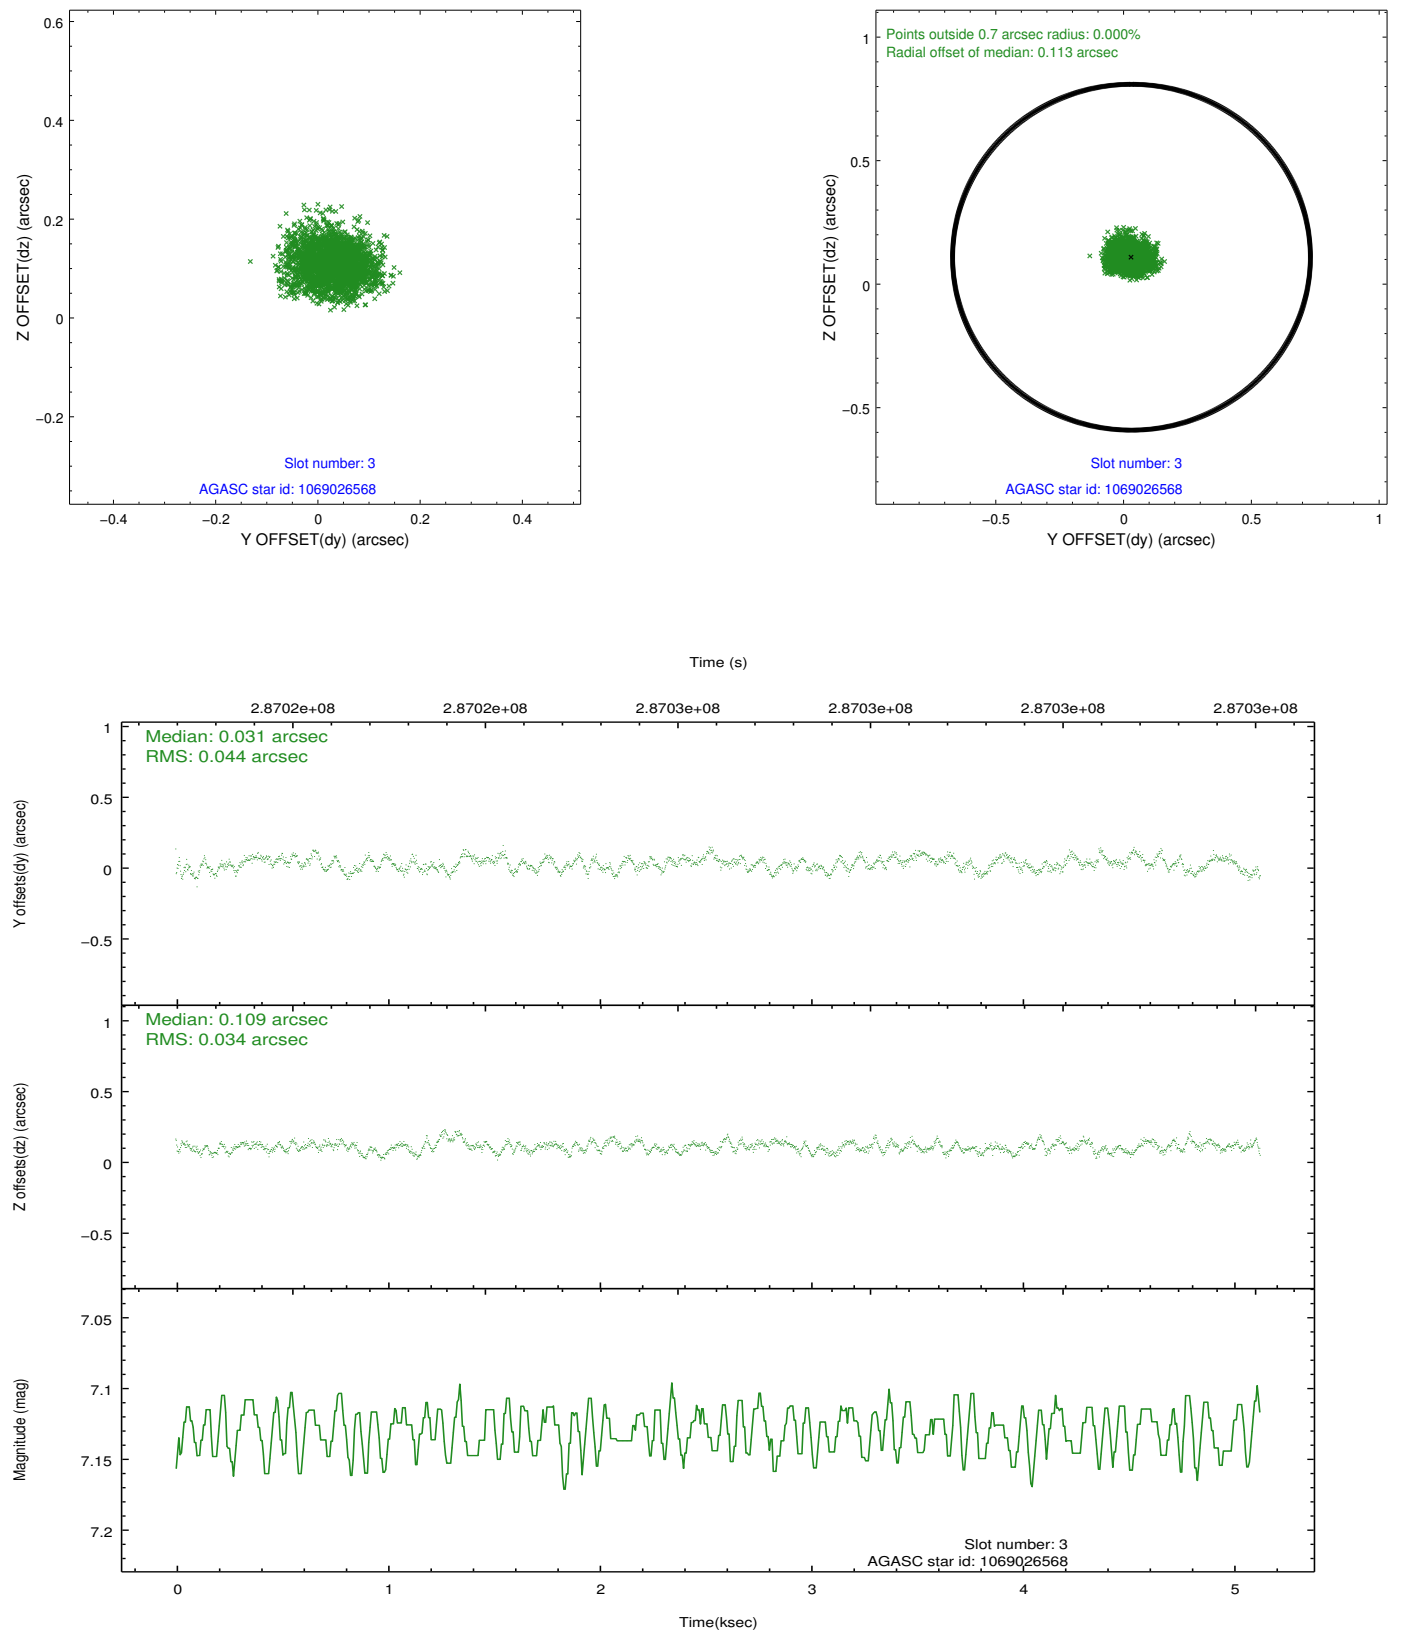 0.6
0.4
0.2
0
−0.2
Z OFFSET(dz) (arcsec)
Slot number: 3
AGASC star id: 1069026568
−0.4 −0.2 0 0.2 0.4
Y OFFSET(dy) (arcsec)
Points outside 0.7 arcsec radius: 0.000%
Radial offset of median: 0.113 arcsec
1
0.5
0
−0.5
Z OFFSET(dz) (arcsec)
Slot number: 3
AGASC star id: 1069026568
−0.5 0 0.5 1
Y OFFSET(dy) (arcsec)
Time (s)
2.8702e+08 2.8702e+08 2.8703e+08 2.8703e+08 2.8703e+08 2.8703e+08
Median: 0.031 arcsec
RMS: 0.044 arcsec
1
0.5
0
−0.5
Y offsets(dy) (arcsec)
Median: 0.109 arcsec
RMS: 0.034 arcsec
1
0.5
0
−0.5
Z offsets(dz) (arcsec)
7.05
7.1
7.15
7.2
Magnitude (mag)
Slot number: 3
AGASC star id: 1069026568
0 1 2 3 4 5
Time(ksec)